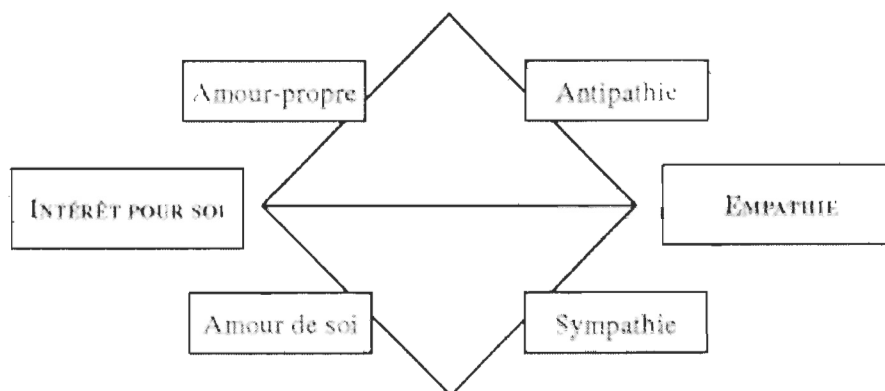 Amour-propre
Antipathie
INTÉRÊT POUR SOI
EMPATHIE
Amour de soi
Sympathie